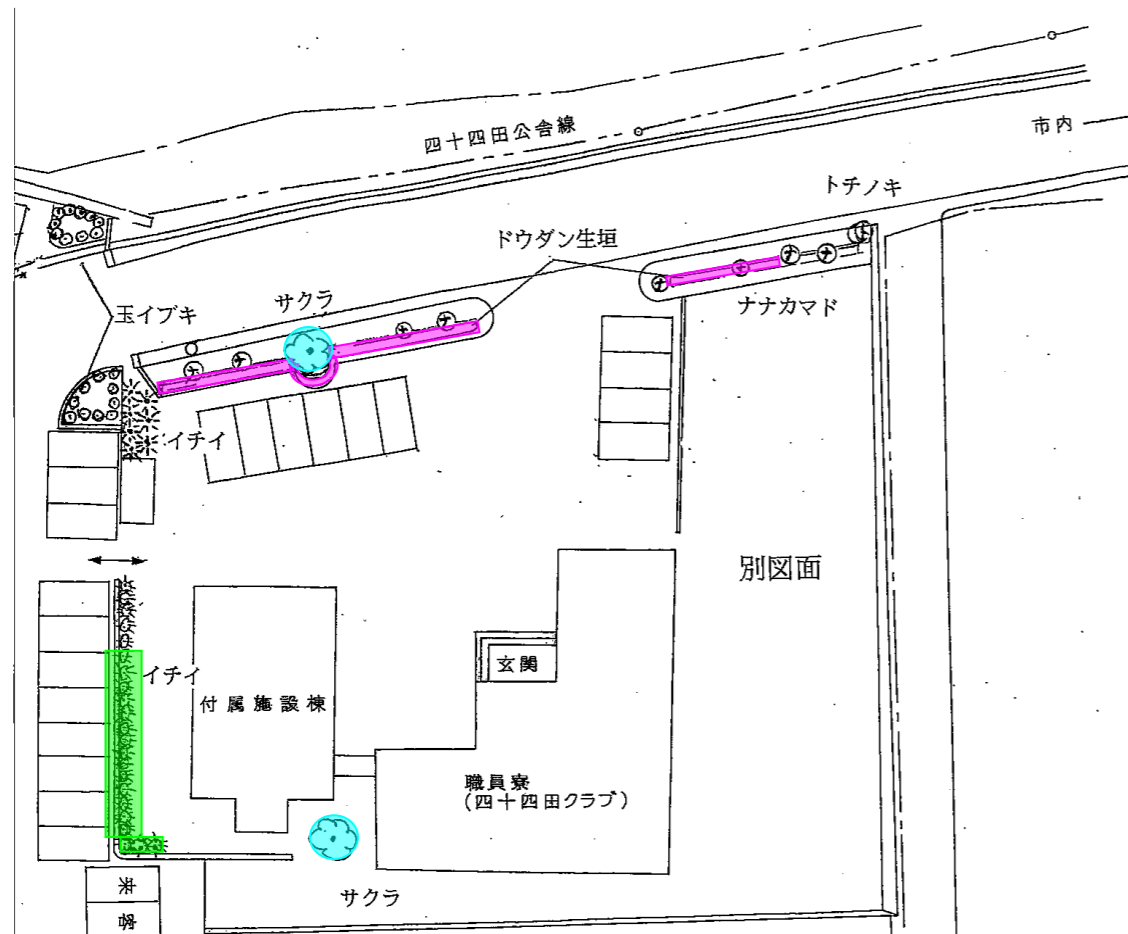 四十四田公舎線
市内
トチノキ
ドウダン生垣
サクラ
玉イブキ
ナナカマド
イチイ
別図面
イチイ
玄関
付属施設棟
職員寮
(四十四田クラブ)
サクラ
来客